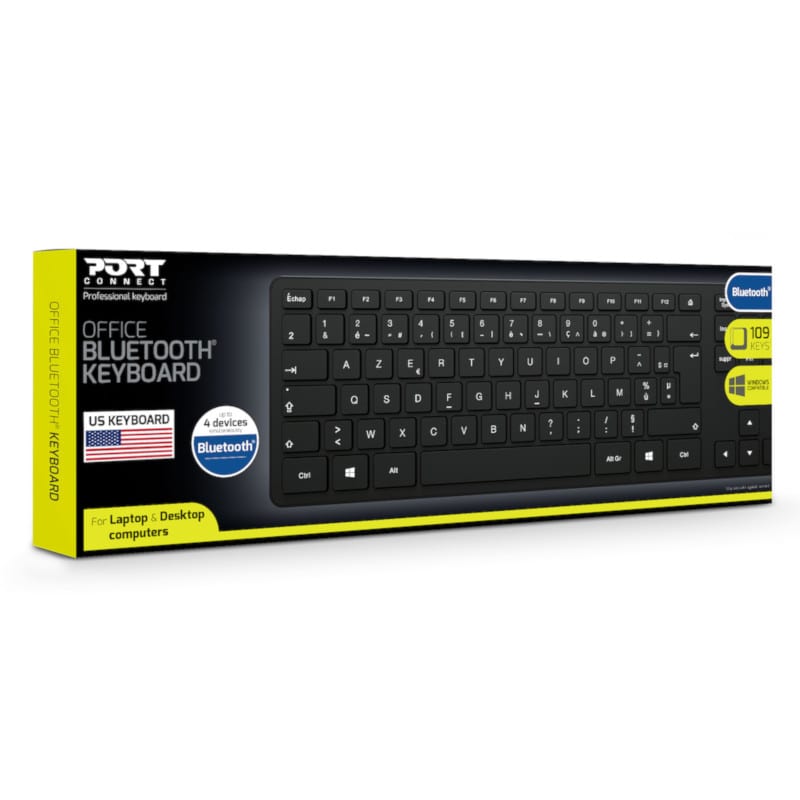 PORT
CONNECT
Professional keyboard
OFFICE
BLUETOOTH®
KEYBOARD
US KEYBOARD
up to
4 devices
simultaneously
Bluetooth®
For Laptop & Desktop
computers
OFFICE BLUETOOTH® KEYBOARD
Bluetooth®
109
KEYS
WINDOWS
COMPATIBLE
Échap F1 F2 F3 F4 F5 F6 F7 F8 F9 F10 F11 F12
A Z E R T Y U I O P
Q S D F G H J K L M
> < W X C V B N ? , . ; / : § !
Ctrl Alt Alt Gr Ctrl
suppr